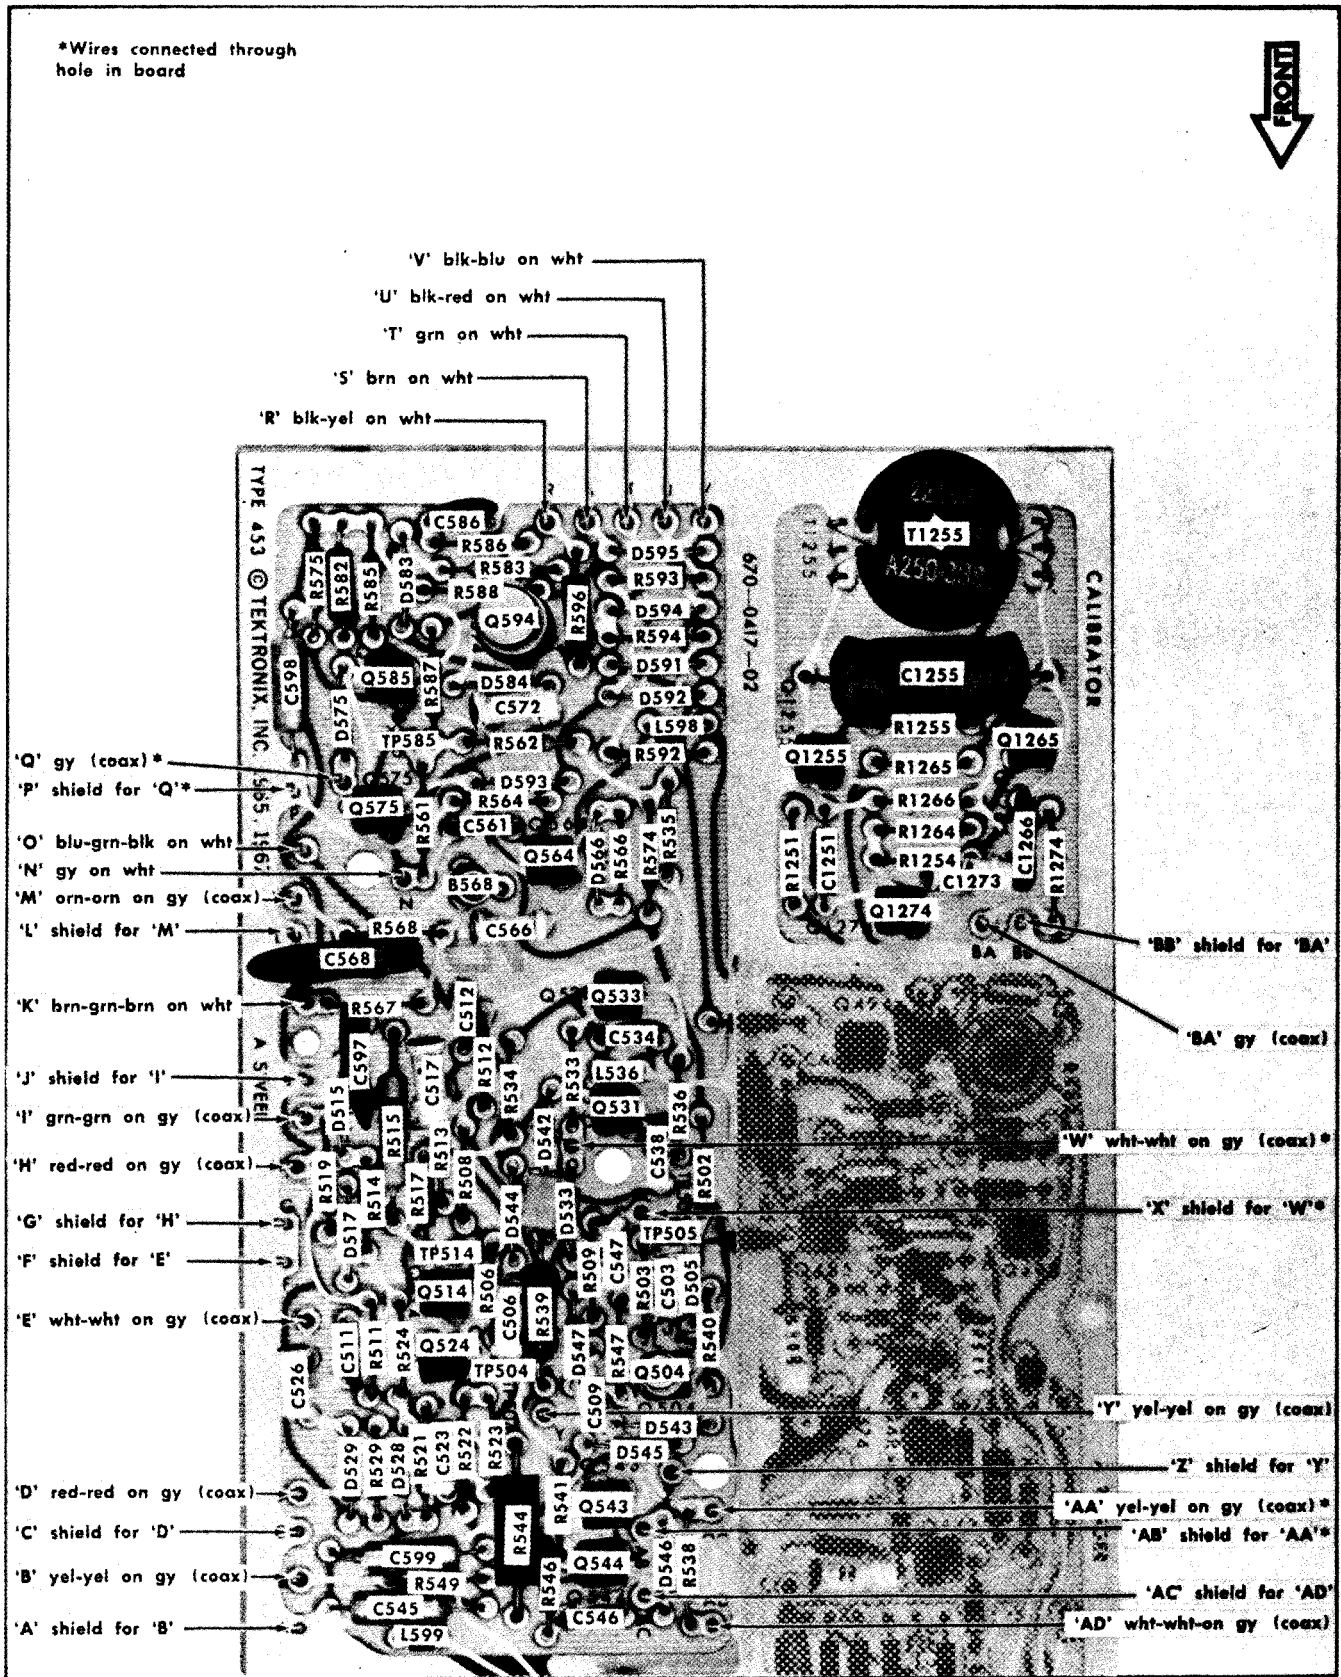 *Wires connected through
hole in board
FRONT
'V' blk-blu on wht
'U' blk-red on wht
'T' grn on wht
'S' brn on wht
'R' blk-yel on wht
TYPE 453 © TEKTRONIX, INC. 1965, 1967
670-0417-02
CALIBRATOR
C586
R586
R583
R588
Q594
R575
R582
R585
D583
R596
D595
R593
D594
R594
D591
D592
L598
R592
T1255
T1255
C1255
R1255
Q1255
Q1265
R1265
R1266
R1264
R1254
C1273
Q1274
R1251
C1251
C1266
R1274
BA
C598
D575
Q585
R587
D584
C572
TP585
R562
'Q' gy (coax)*
'P' shield for 'Q'*
Q575
Q575
R561
D593
R564
C561
Q564
D566
R566
R574
R535
'O' blu-grn-blk on wht
'N' gy on wht
'M' orn-orn on gy (coax)
'L' shield for 'M'
B568
R568
C566
C568
'BB' shield for 'BA'
'BA' gy (coax)
'K' brn-grn-brn on wht
R567
C512
Q533
C534
L536
Q531
C597
C517
R512
R534
R533
R536
'J' shield for 'I'
'I' grn-grn on gy (coax)
'H' red-red on gy (coax)
'G' shield for 'H'
'F' shield for 'E'
'E' wht-wht on gy (coax)
D515
R515
R513
D542
C538
R502
'W' wht-wht on gy (coax)*
'X' shield for 'W'*
R519
R514
R517
R508
D544
D533
D517
TP514
TP505
Q514
R506
C506
R539
R509
C547
R503
C503
D505
C511
R511
R524
Q524
TP504
D547
R547
Q504
R540
C526
C509
'Y' yel-yel on gy (coax)
D543
D545
'Z' shield for 'Y'
D529
R529
D528
R521
C523
R522
R523
'D' red-red on gy (coax)
'C' shield for 'D'
'B' yel-yel on gy (coax)
'A' shield for 'B'
R544
R541
Q543
'AA' yel-yel on gy (coax)*
'AB' shield for 'AA'*
C599
R549
C545
L599
R546
Q544
D546
R538
C546
'AC' shield for 'AD'
'AD' wht-wht-on gy (coax)